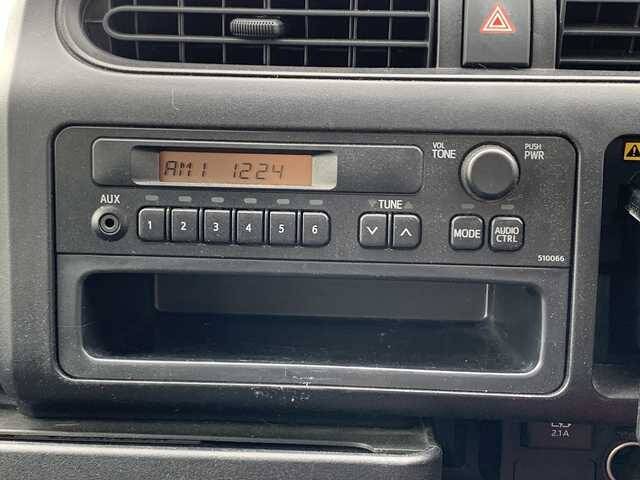 AM1 1224
VOL
TONE
PUSH
PWR
AUX
1 2 3 4 5 6
TUNE
MODE
AUDIO
CTRL
510066
2.1A